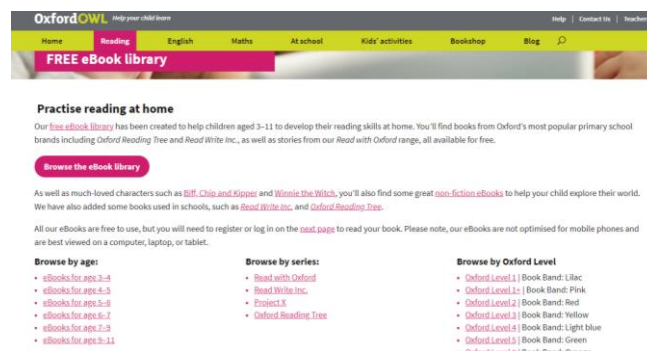 OxfordOWL Help your child learn
Help | Contact Us | Teacher
Home Reading English Maths At school Kids' activities Bookshop Blog
FREE eBook library
Practise reading at home
Our free eBook library has been created to help children aged 3–11 to develop their reading skills at home. You'll find books from Oxford's most popular primary school
brands including Oxford Reading Tree and Read Write Inc., as well as stories from our Read with Oxford range, all available for free.
Browse the eBook library
As well as much-loved characters such as Biff, Chip and Kipper and Winnie the Witch, you'll also find some great non-fiction eBooks to help your child explore their world.
We have also added some books used in schools, such as Read Write Inc. and Oxford Reading Tree.
All our eBooks are free to use, but you will need to register or log in on the next page to read your book. Please note, our eBooks are not optimised for mobile phones and
are best viewed on a computer, laptop, or tablet.
Browse by age:
• eBooks for age 3–4
• eBooks for age 4–5
• eBooks for age 5–6
• eBooks for age 6–7
• eBooks for age 7–9
• eBooks for age 9–11
Browse by series:
• Read with Oxford
• Read Write Inc.
• Project X
• Oxford Reading Tree
Browse by Oxford Level
• Oxford Level 1 | Book Band: Lilac
• Oxford Level 1+ | Book Band: Pink
• Oxford Level 2 | Book Band: Red
• Oxford Level 3 | Book Band: Yellow
• Oxford Level 4 | Book Band: Light blue
• Oxford Level 5 | Book Band: Green